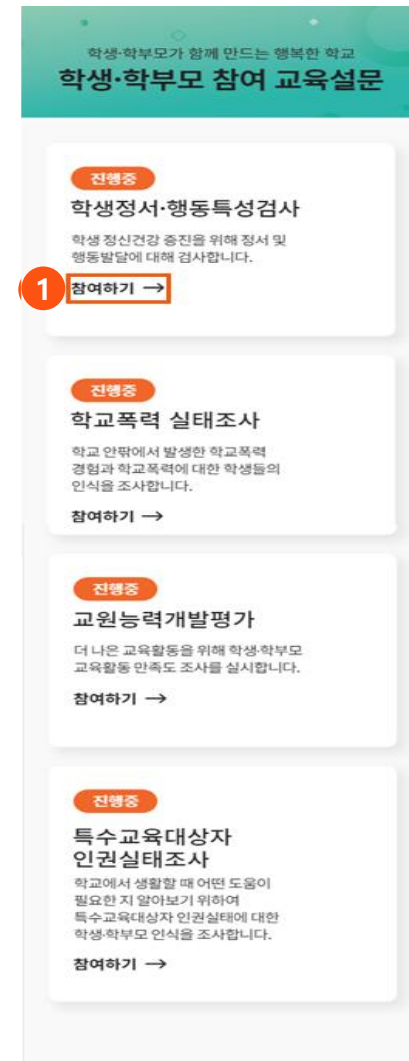 학생·학부모가 함께 만드는 행복한 학교
학생·학부모 참여 교육설문
진행중
학생정서·행동특성검사
학생 정신건강 증진을 위해 정서 및
행동발달에 대해 검사합니다.
1 참여하기 →
진행중
학교폭력 실태조사
학교 안팎에서 발생한 학교폭력
경험과 학교폭력에 대한 학생들의
인식을 조사합니다.
참여하기 →
진행중
교원능력개발평가
더 나은 교육활동을 위해 학생·학부모
교육활동 만족도 조사를 실시합니다.
참여하기 →
진행중
특수교육대상자
인권실태조사
학교에서 생활할 때 어떤 도움이
필요한 지 알아보기 위하여
특수교육대상자 인권실태에 대한
학생·학부모 인식을 조사합니다.
참여하기 →